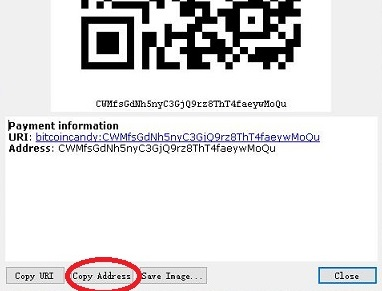 CWMfsGdNh5nyC3GjQ9rz8ThT4faeywMoQu
Payment information
URI: bitcoincandy:CWMfsGdNh5nyC3GjQ9rz8ThT4faeywMoQu
Address: CWMfsGdNh5nyC3GjQ9rz8ThT4faeywMoQu
Copy URI Copy Address Save Image... Close